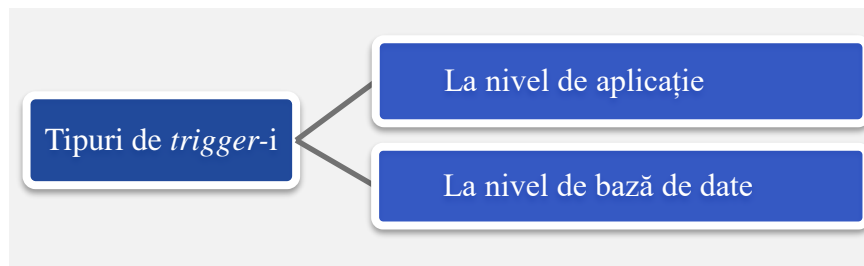 Tipuri de trigger-i
La nivel de aplicație
La nivel de bază de date